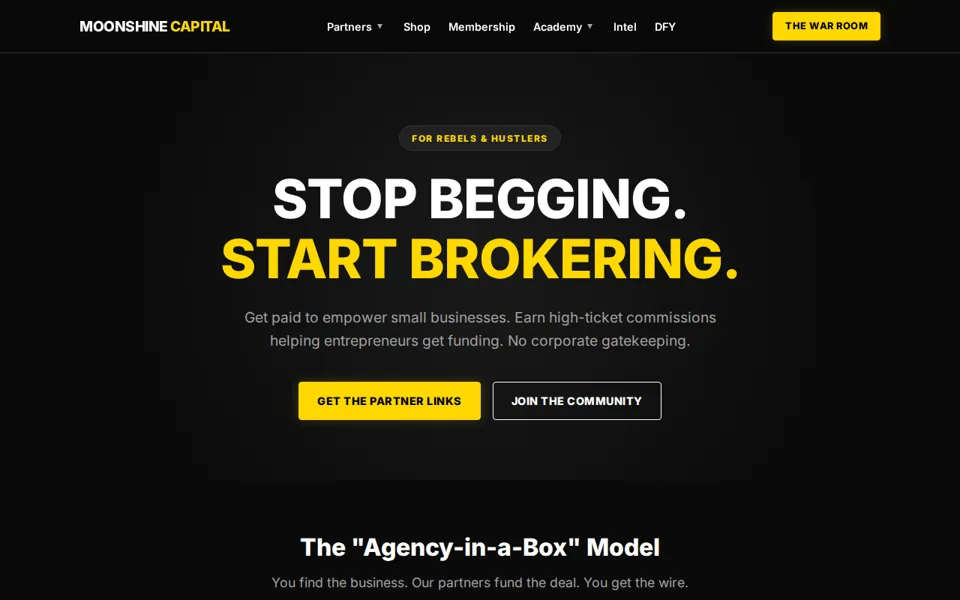 MOONSHINE CAPITAL
Partners ▼ Shop Membership Academy ▼ Intel DFY
THE WAR ROOM
FOR REBELS & HUSTLERS
STOP BEGGING.
START BROKERING.
Get paid to empower small businesses. Earn high-ticket commissions
helping entrepreneurs get funding. No corporate gatekeeping.
GET THE PARTNER LINKS
JOIN THE COMMUNITY
The "Agency-in-a-Box" Model
You find the business. Our partners fund the deal. You get the wire.